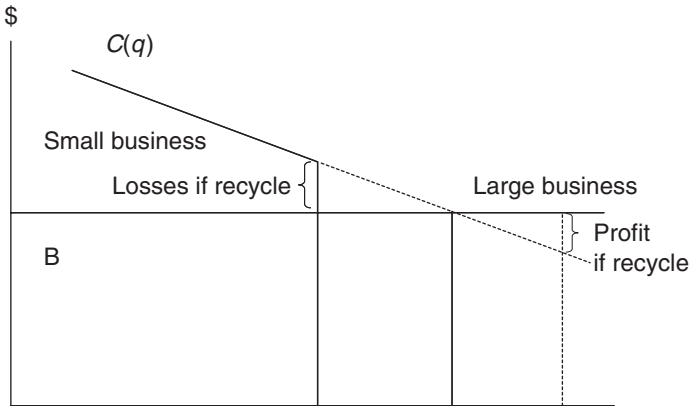 $
C(q)
Small business
Losses if recycle
Large business
B
Profit
if recycle